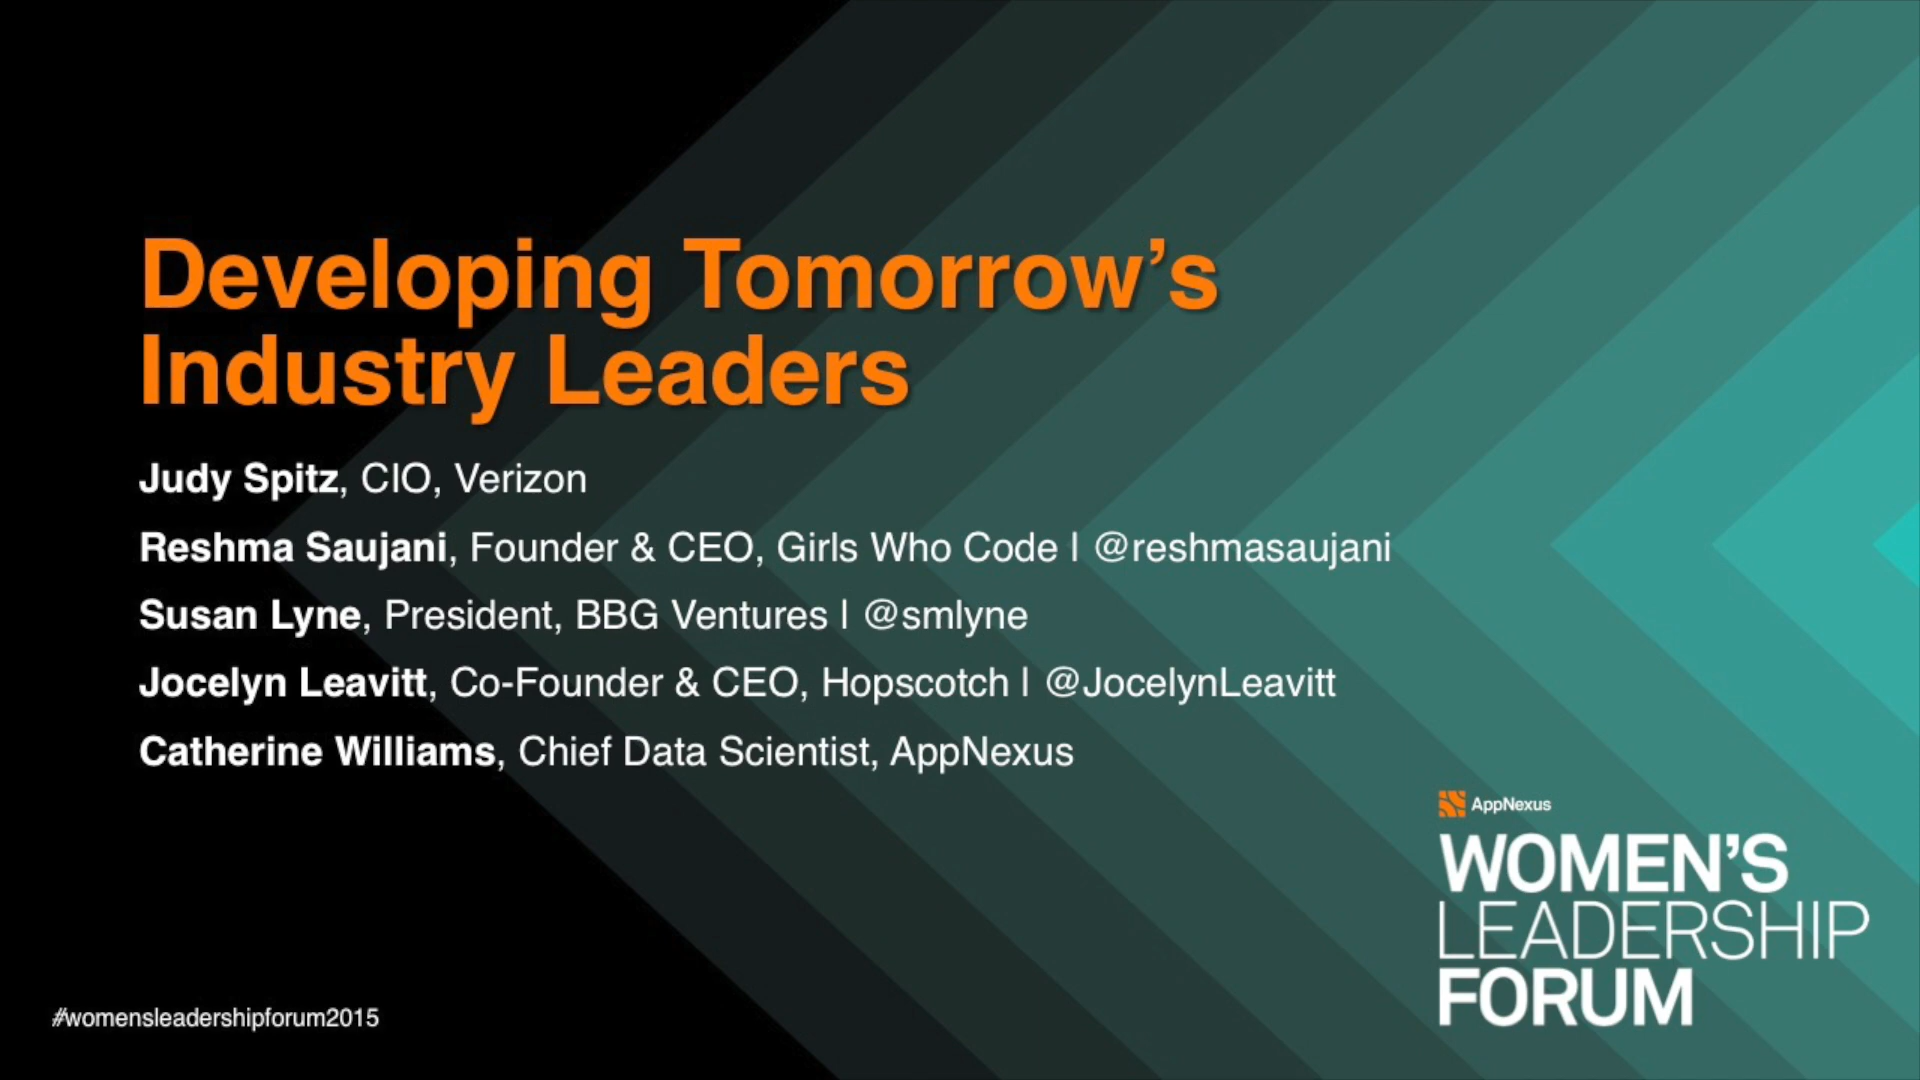 Developing Tomorrow’s
Industry Leaders
Judy Spitz, CIO, Verizon
Reshma Saujani, Founder & CEO, Girls Who Code | @reshmasaujani
Susan Lyne, President, BBG Ventures | @smlyne
Jocelyn Leavitt, Co-Founder & CEO, Hopscotch | @JocelynLeavitt
Catherine Williams, Chief Data Scientist, AppNexus
AppNexus
WOMEN’S
LEADERSHIP
FORUM
#womensleadershipforum2015